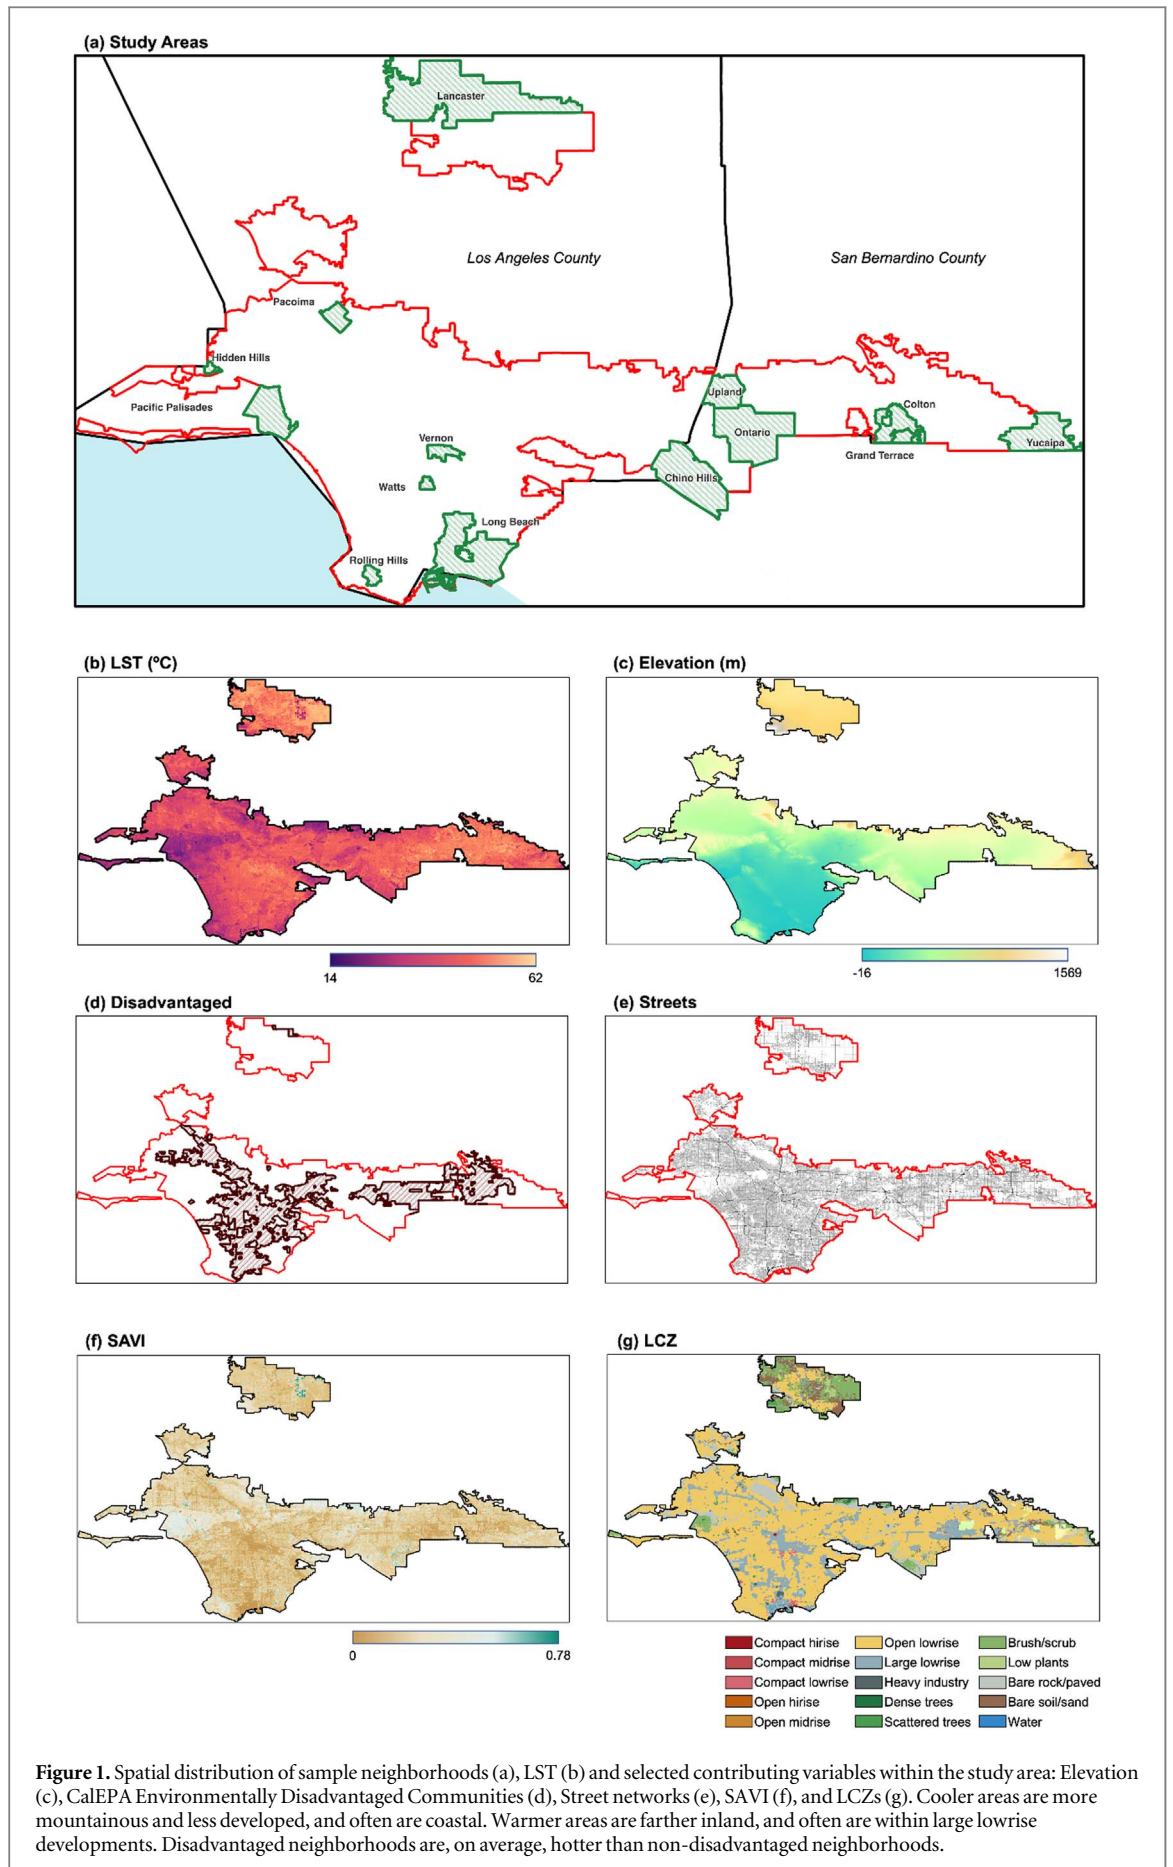 (a) Study Areas
Lancaster
Los Angeles County
San Bernardino County
Pacoima
Hidden Hills
Pacific Palisades
Upland
Colton
Ontario
Vernon
Yucaipa
Grand Terrace
Chino Hills
Watts
Long Beach
Rolling Hills
(b) LST (ºC)
(c) Elevation (m)
14
62
-16
1569
(d) Disadvantaged
(e) Streets
(f) SAVI
(g) LCZ
0
0.78
Compact hirise
Open lowrise
Brush/scrub
Compact midrise
Large lowrise
Low plants
Compact lowrise
Heavy industry
Bare rock/paved
Open hirise
Dense trees
Bare soil/sand
Open midrise
Scattered trees
Water
Figure 1. Spatial distribution of sample neighborhoods (a), LST (b) and selected contributing variables within the study area: Elevation
(c), CalEPA Environmentally Disadvantaged Communities (d), Street networks (e), SAVI (f), and LCZs (g). Cooler areas are more
mountainous and less developed, and often are coastal. Warmer areas are farther inland, and often are within large lowrise
developments. Disadvantaged neighborhoods are, on average, hotter than non-disadvantaged neighborhoods.